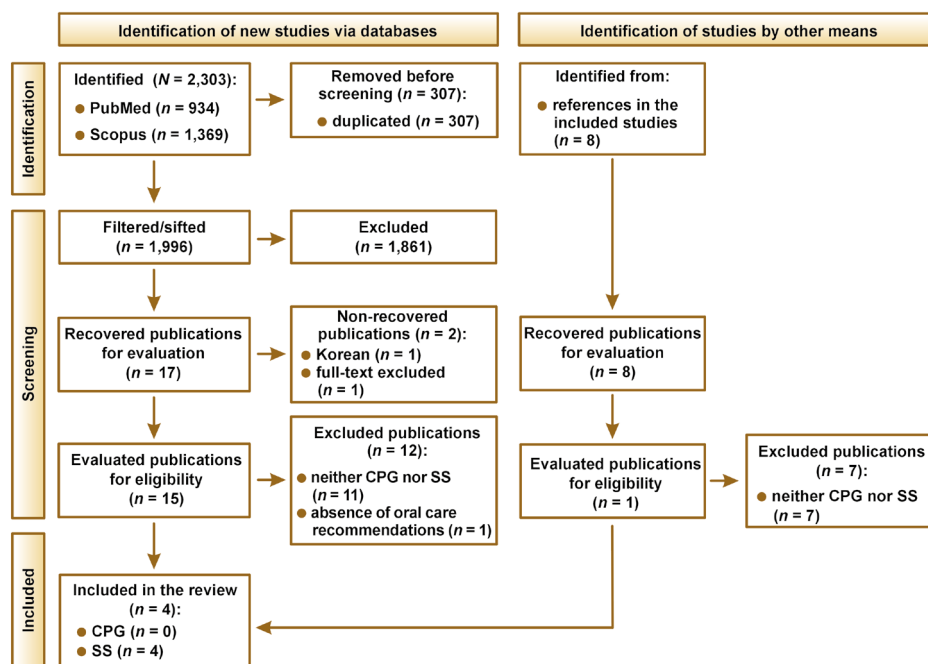 Identification of new studies via databases
Identification of studies by other means
Identification
Identified (N = 2,303):
● PubMed (n = 934)
● Scopus (n = 1,369)
Removed before
screening (n = 307):
● duplicated (n = 307)
Identified from:
● references in the
included studies
(n = 8)
Screening
Filtered/sifted
(n = 1,996)
Excluded
(n = 1,861)
Recovered publications
for evaluation
(n = 17)
Non-recovered
publications (n = 2):
● Korean (n = 1)
● full-text excluded
(n = 1)
Recovered publications
for evaluation
(n = 8)
Evaluated publications
for eligibility
(n = 15)
Excluded publications
(n = 12):
● neither CPG nor SS
(n = 11)
● absence of oral care
recommendations (n = 1)
Evaluated publications
for eligibility
(n = 1)
Excluded publications
(n = 7):
● neither CPG nor SS
(n = 7)
Included
Included in the review
(n = 4):
● CPG (n = 0)
● SS (n = 4)